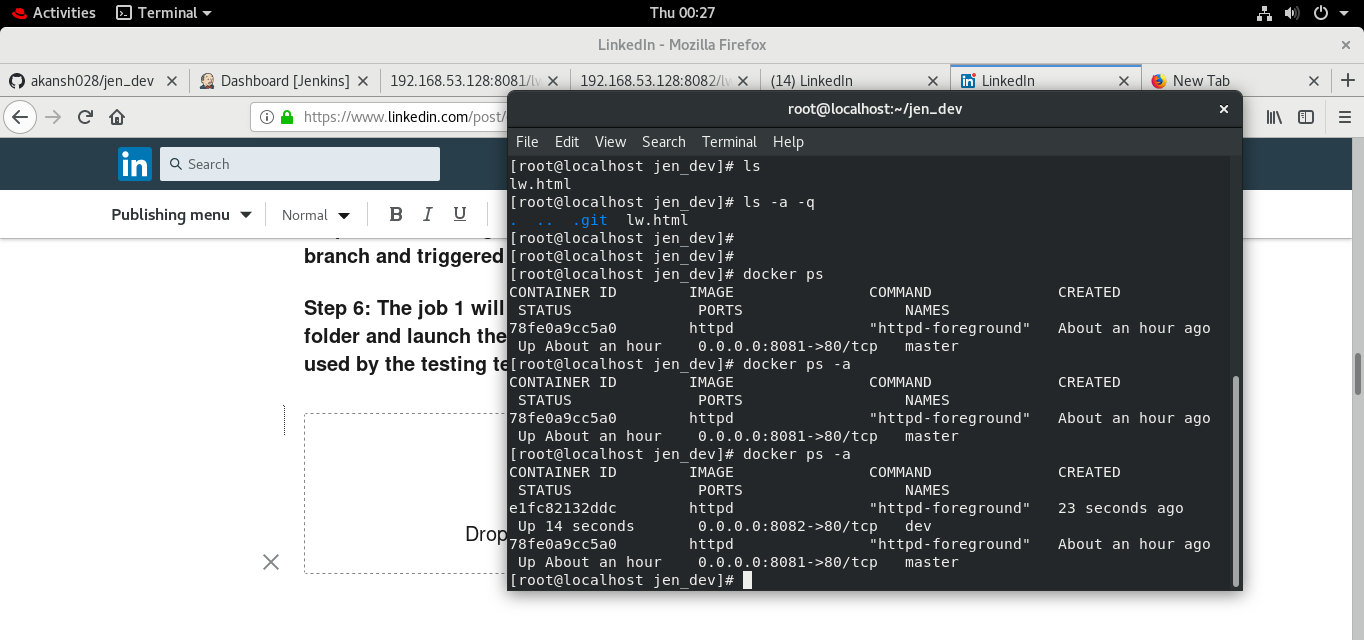 Activities Terminal Thu 00:27
LinkedIn - Mozilla Firefox
akansh028/jen_dev Dashboard [Jenkins] 192.168.53.128:8081/lw 192.168.53.128:8082/lw (14) LinkedIn LinkedIn New Tab
https://www.linkedin.com/post/
root@localhost:~/jen_dev
File Edit View Search Terminal Help
in Search
Publishing menu Normal B I U
branch and triggered
Step 6: The job 1 will
folder and launch the
used by the testing te
Drop
[root@localhost jen_dev]# ls
lw.html
[root@localhost jen_dev]# ls -a -q
. .. .git lw.html
[root@localhost jen_dev]#
[root@localhost jen_dev]#
[root@localhost jen_dev]# docker ps
CONTAINER ID IMAGE COMMAND CREATED
STATUS PORTS NAMES
78fe0a9cc5a0 httpd "httpd-foreground" About an hour ago
Up About an hour 0.0.0.0:8081->80/tcp master
[root@localhost jen_dev]# docker ps -a
CONTAINER ID IMAGE COMMAND CREATED
STATUS PORTS NAMES
78fe0a9cc5a0 httpd "httpd-foreground" About an hour ago
Up About an hour 0.0.0.0:8081->80/tcp master
[root@localhost jen_dev]# docker ps -a
CONTAINER ID IMAGE COMMAND CREATED
STATUS PORTS NAMES
e1fc82132ddc httpd "httpd-foreground" 23 seconds ago
Up 14 seconds 0.0.0.0:8082->80/tcp dev
78fe0a9cc5a0 httpd "httpd-foreground" About an hour ago
Up About an hour 0.0.0.0:8081->80/tcp master
[root@localhost jen_dev]#